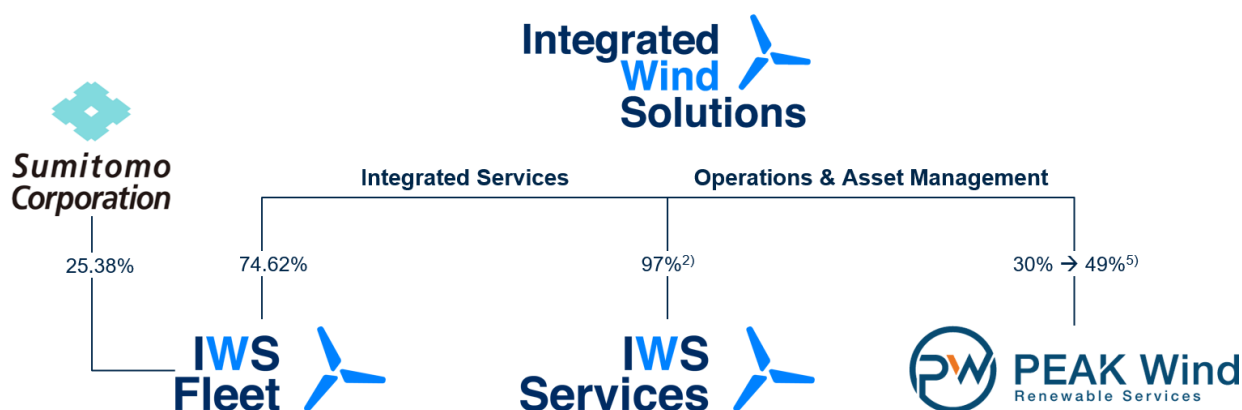 Integrated
Wind
Solutions
Sumitomo
Corporation
Integrated Services
Operations & Asset Management
25.38%
74.62%
97%2)
30% → 49%5)
IWS
Fleet
IWS
Services
PW
PEAK Wind
Renewable Services